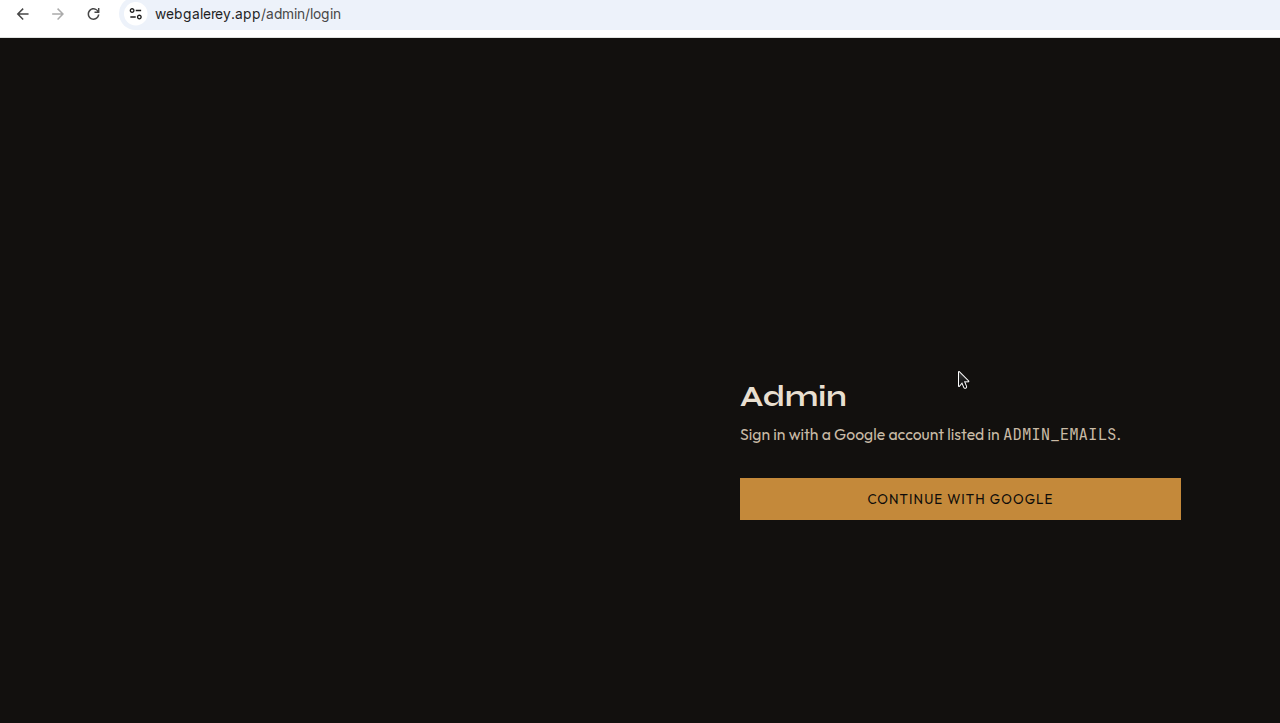 webgalerey.app/admin/login
Admin
Sign in with a Google account listed in ADMIN_EMAILS.
CONTINUE WITH GOOGLE